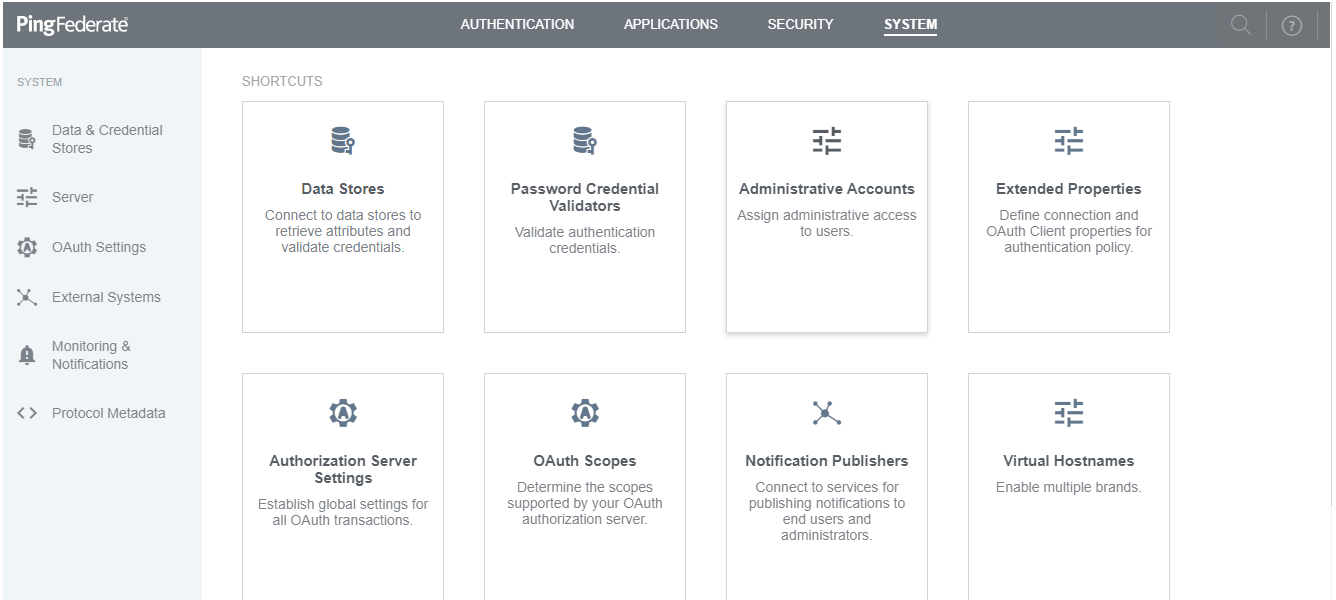 PingFederate
AUTHENTICATION
APPLICATIONS
SECURITY
SYSTEM
?
SYSTEM
Data & Credential
Stores
Server
OAuth Settings
External Systems
Monitoring &
Notifications
Protocol Metadata
SHORTCUTS
Data Stores
Connect to data stores to
retrieve attributes and
validate credentials.
Password Credential
Validators
Validate authentication
credentials.
Administrative Accounts
Assign administrative access
to users.
Extended Properties
Define connection and
OAuth Client properties for
authentication policy.
A
Authorization Server
Settings
Establish global settings for
all OAuth transactions.
A
OAuth Scopes
Determine the scopes
supported by your OAuth
authorization server.
Notification Publishers
Connect to services for
publishing notifications to
end users and
administrators.
Virtual Hostnames
Enable multiple brands.